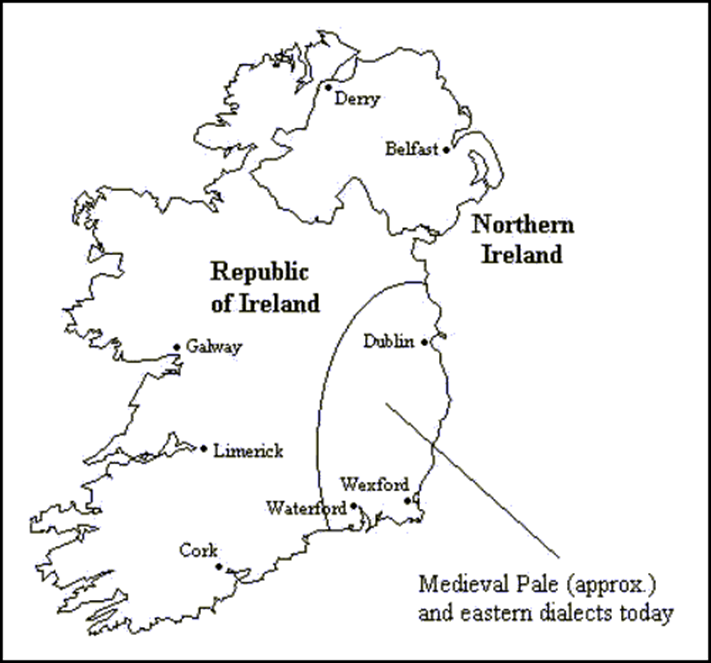 Derry
Belfast
Northern
Ireland
Republic
of Ireland
Dublin
Galway
Limerick
Wexford
Waterford
Cork
Medieval Pale (approx.)
and eastern dialects today